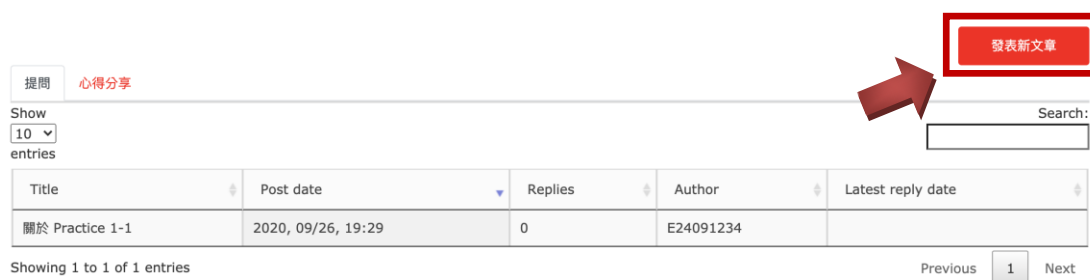 發表新文章
提問 心得分享
Show
10
entries
Search:
Title Post date Replies Author Latest reply date
關於 Practice 1-1 2020, 09/26, 19:29 0 E24091234
Showing 1 to 1 of 1 entries
Previous 1 Next